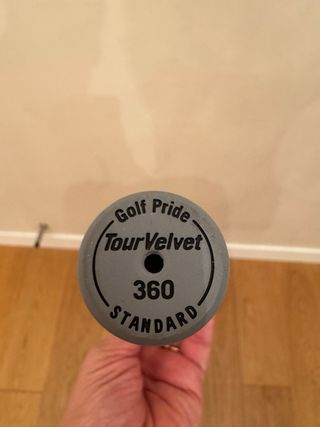 Golf Pride
TourVelvet
360
STANDARD